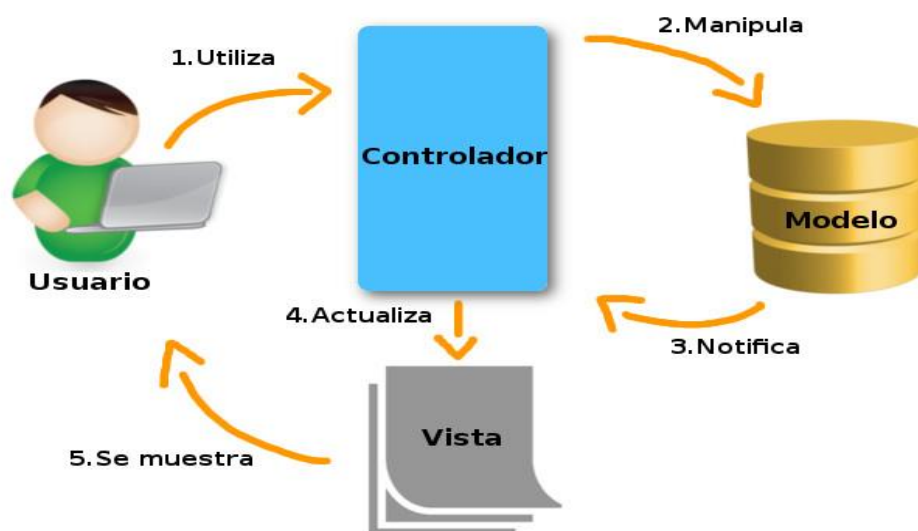 1.Utiliza
2.Manipula
Controlador
Modelo
Usuario
4.Actualiza
3.Notifica
Vista
5.Se muestra